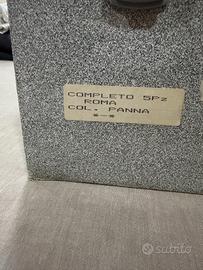 COMPLETO 5Pz
ROMA
COL. PANNA
*-*
subito